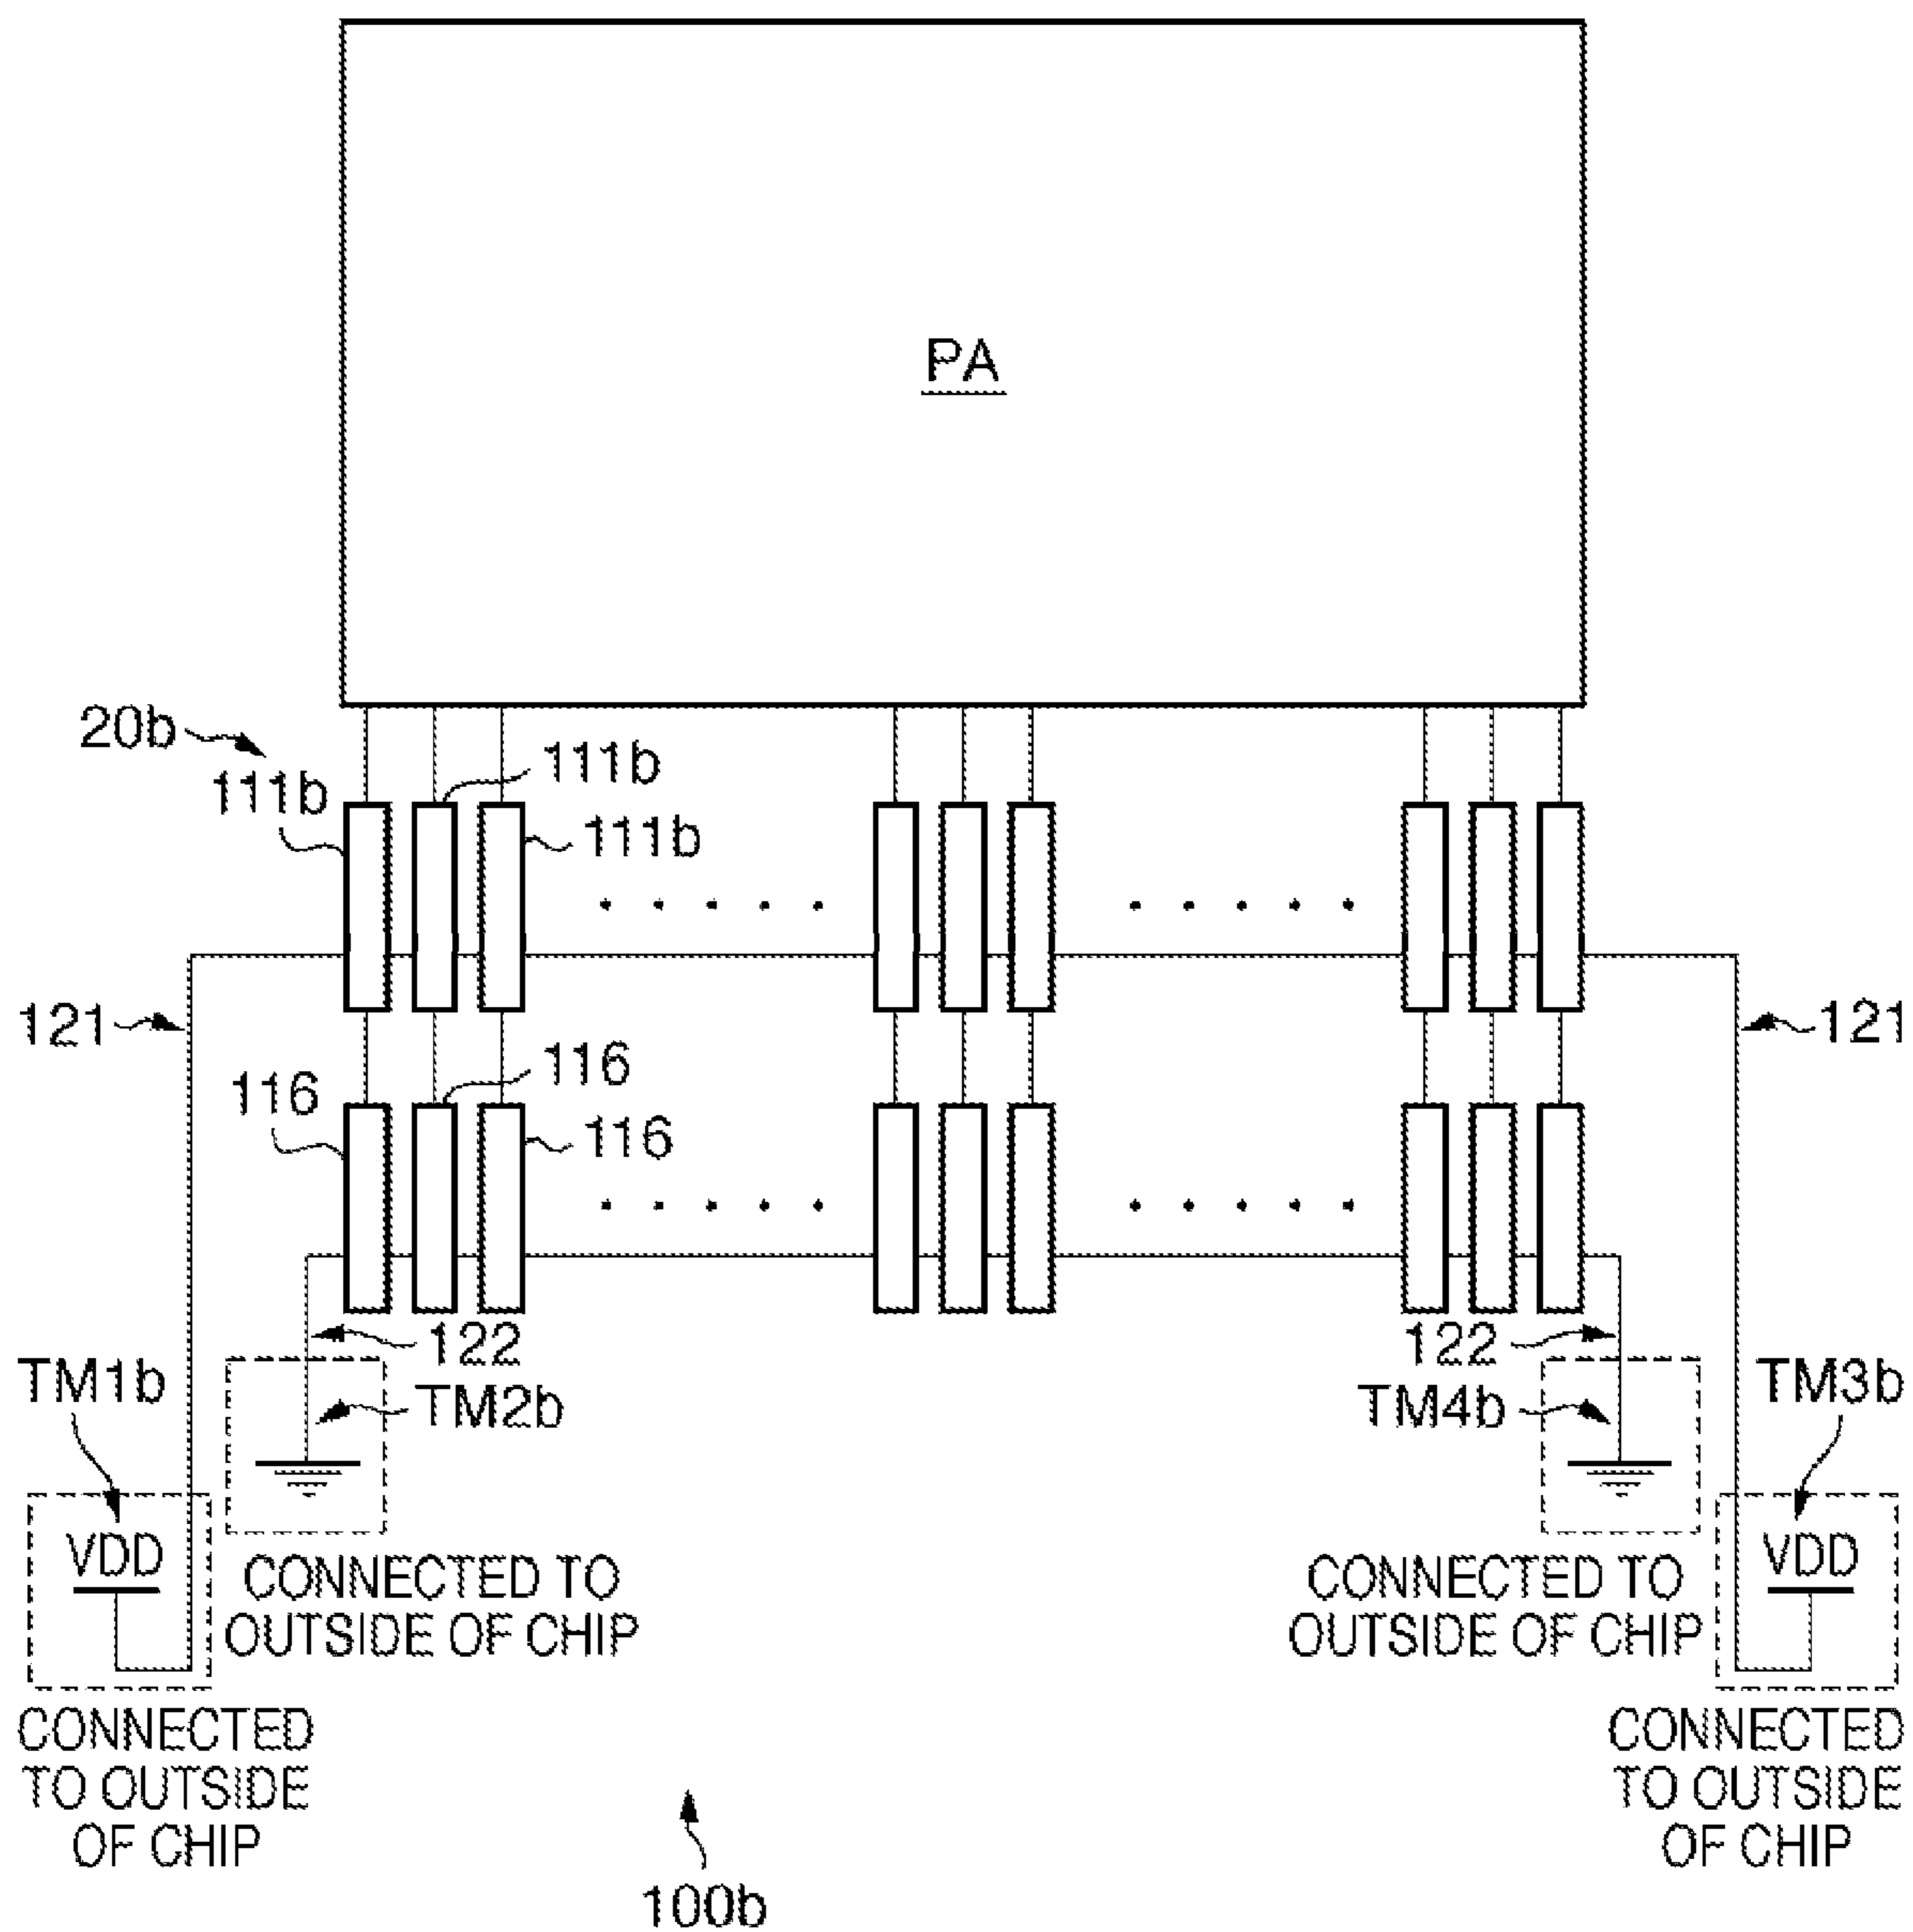 PA
20b
111b
111b
111b
121
121
116
116
116
122
122
TM1b
TM2b
TM4b
TM3b
VDD
VDD
CONNECTED TO
OUTSIDE OF CHIP
CONNECTED TO
OUTSIDE OF CHIP
CONNECTED
TO OUTSIDE
OF CHIP
CONNECTED
TO OUTSIDE
OF CHIP
100b